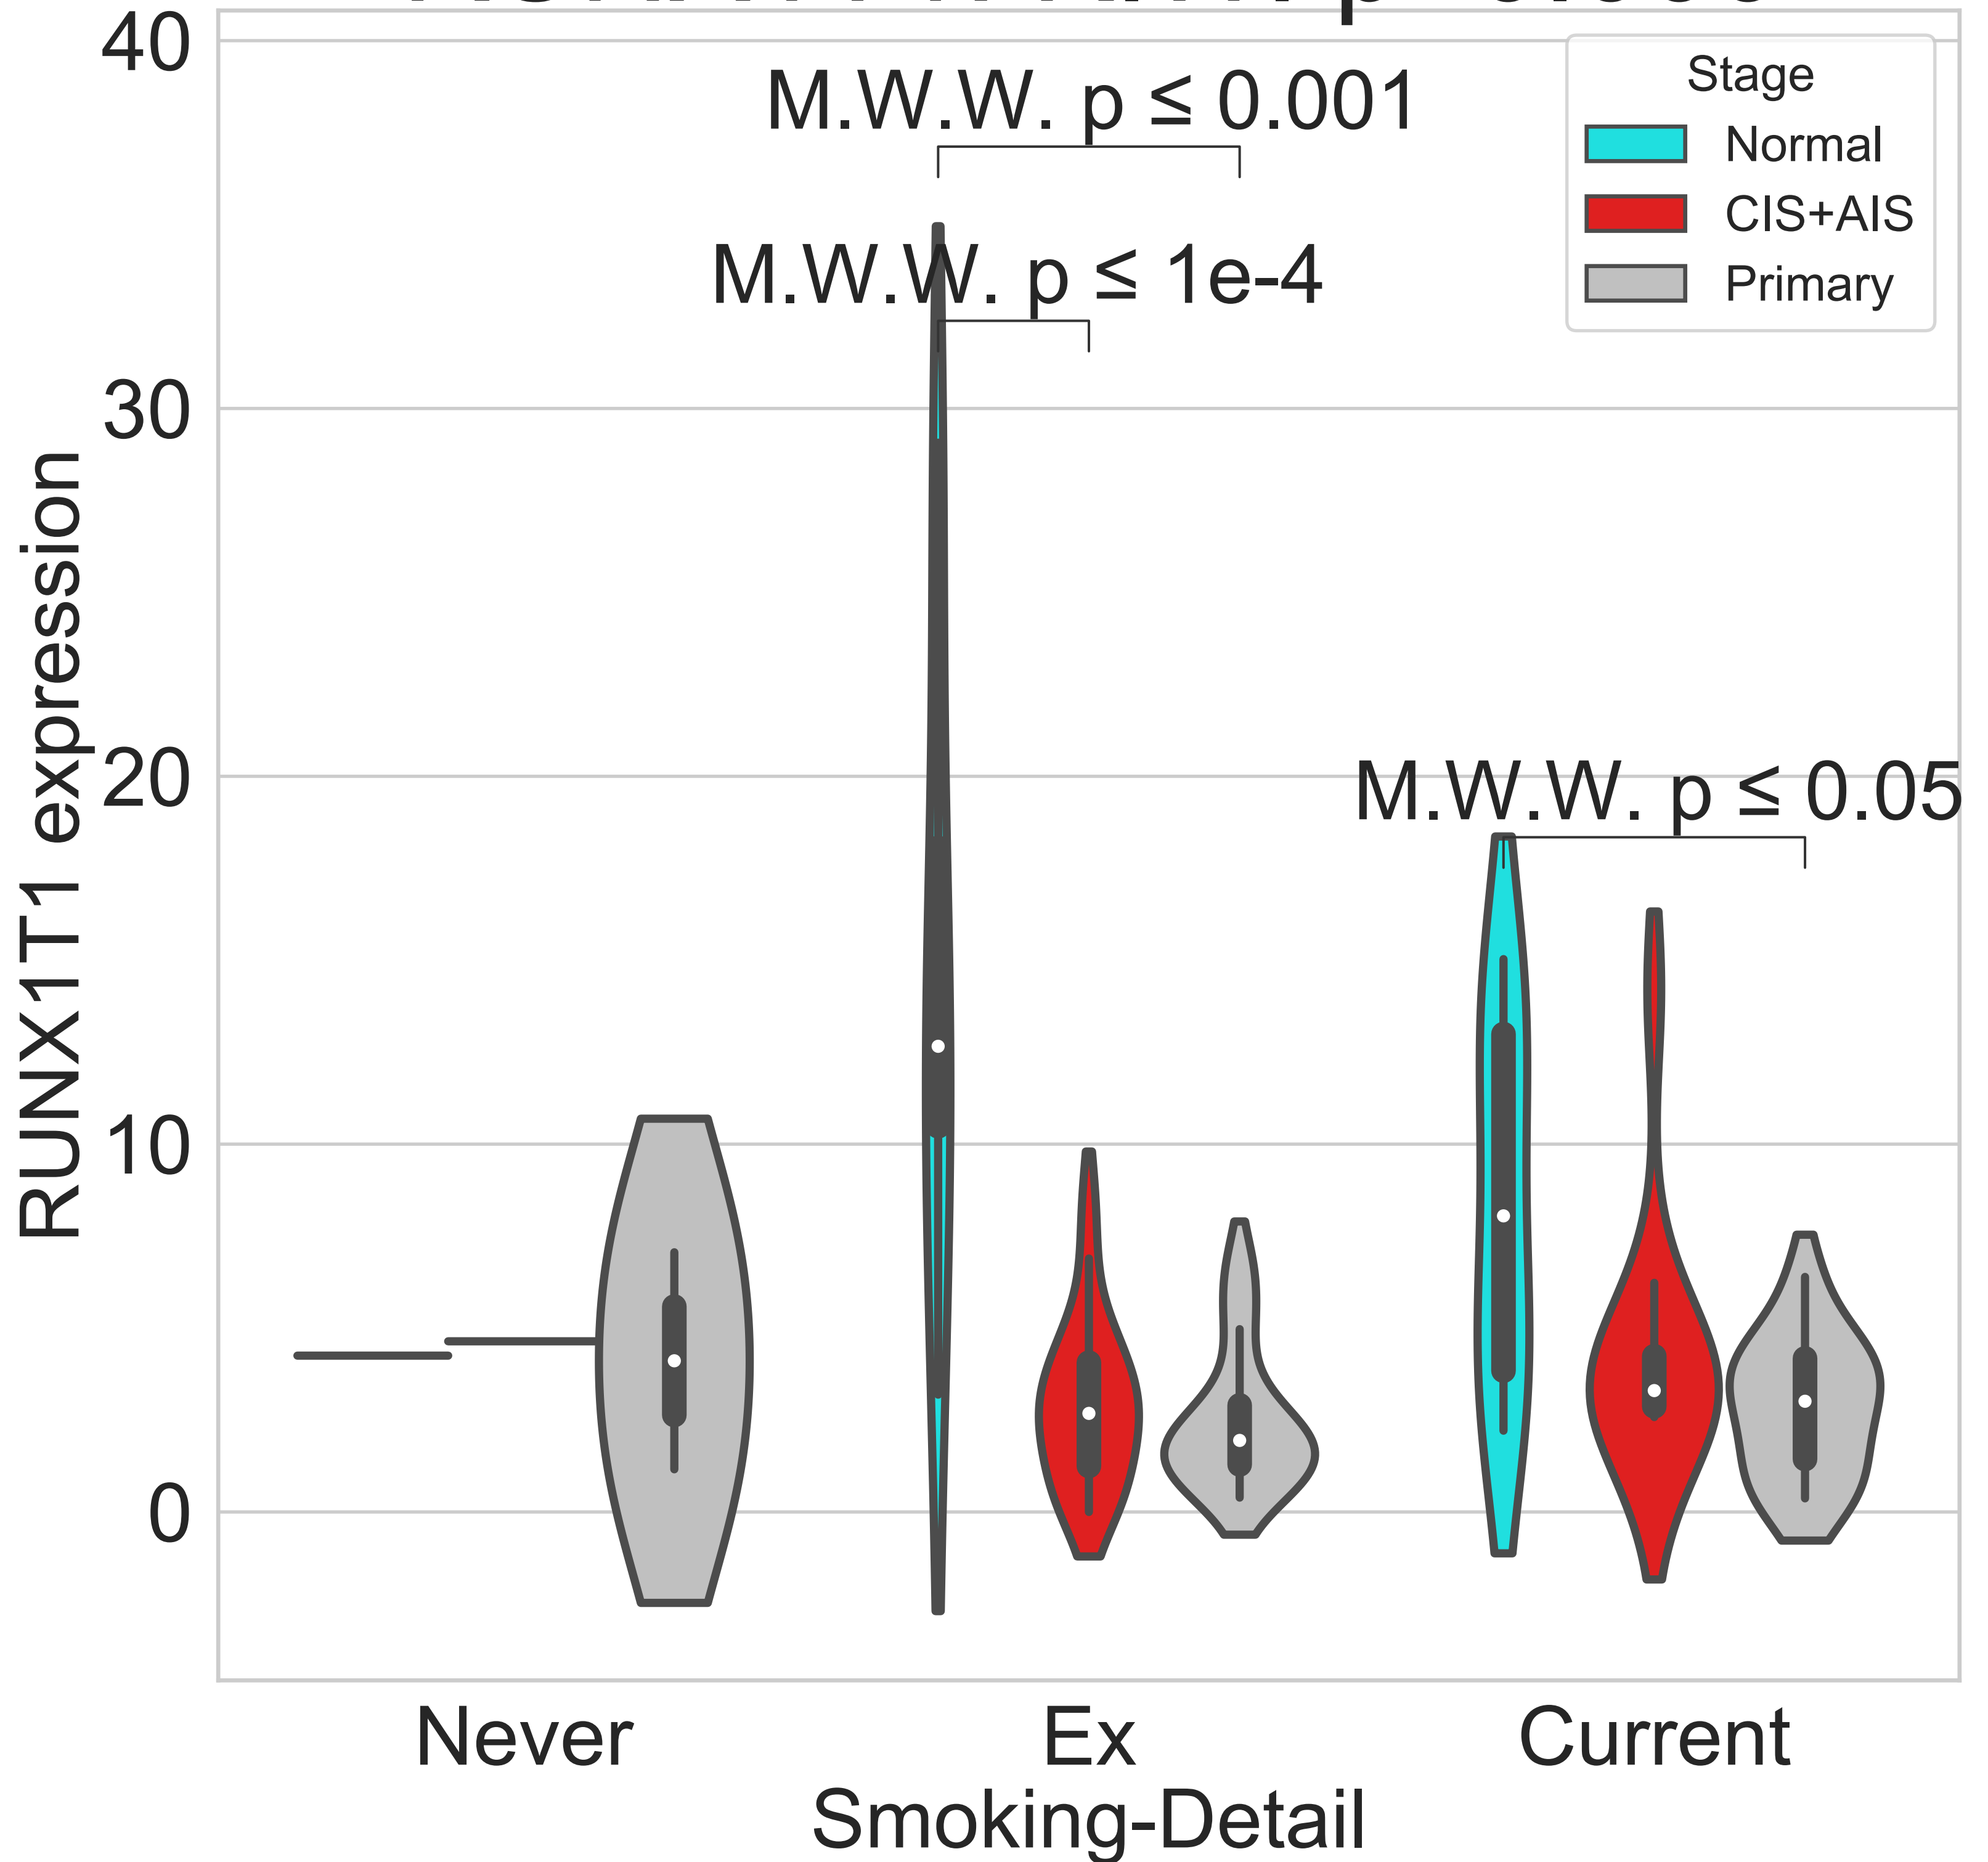 40
M.W.W. p ≤ 0.001
Stage
Normal
CIS+AIS
Primary
M.W.W. p ≤ 1e-4
30
RUNX1T1 expression
20
M.W.W. p ≤ 0.05
10
0
Never
Ex
Current
Smoking-Detail